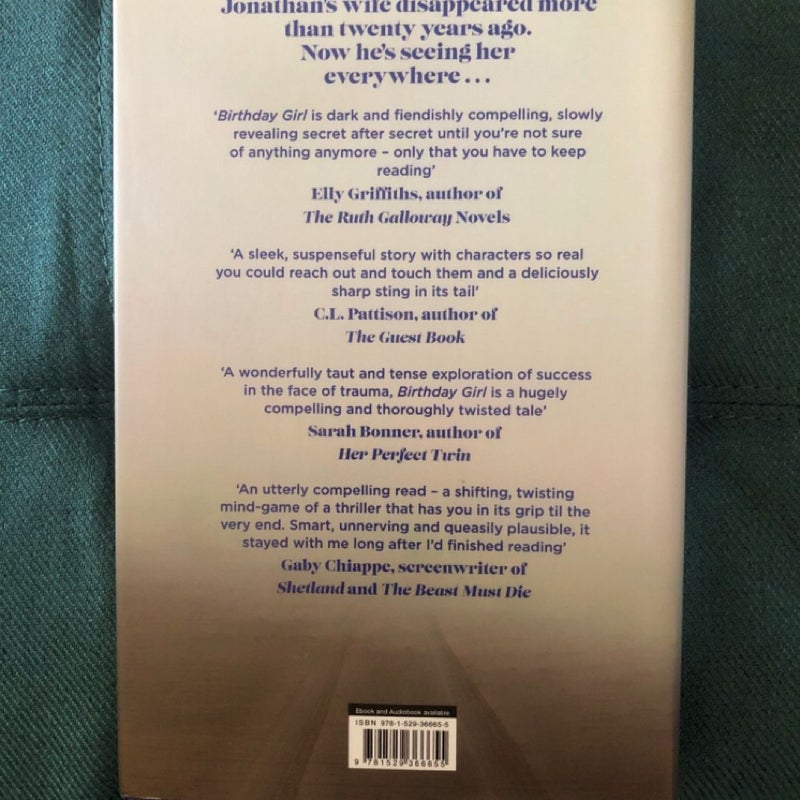 Jonathan's wife disappeared more
than twenty years ago.
Now he's seeing her
everywhere...
'Birthday Girl is dark and fiendishly compelling, slowly
revealing secret after secret until you're not sure
of anything anymore – only that you have to keep
reading'
Elly Griffiths, author of
The Ruth Galloway Novels
'A sleek, suspenseful story with characters so real
you could reach out and touch them and a deliciously
sharp sting in its tail'
C.L. Pattison, author of
The Guest Book
'A wonderfully taut and tense exploration of success
in the face of trauma, Birthday Girl is a hugely
compelling and thoroughly twisted tale'
Sarah Bonner, author of
Her Perfect Twin
'An utterly compelling read – a shifting, twisting
mind-game of a thriller that has you in its grip til the
very end. Smart, unnerving and queasily plausible, it
stayed with me long after I'd finished reading'
Gaby Chiappe, screenwriter of
Shetland and The Beast Must Die
Ebook and Audiobook available
ISBN 978-1-529-36665-5
9 781529 366655